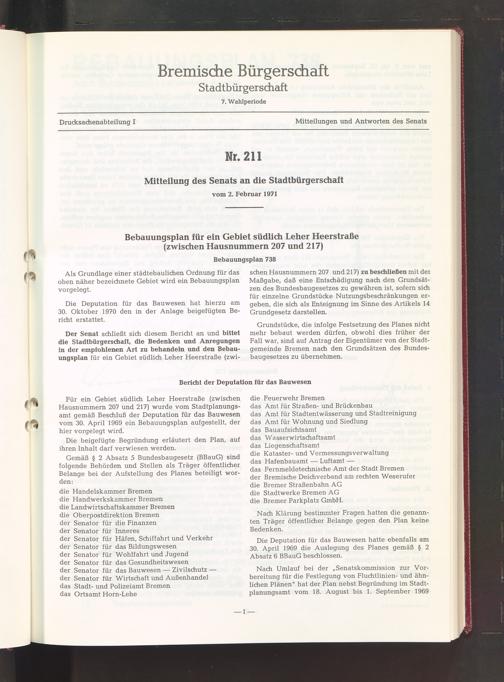 Bremische Bürgerschaft
Stadtbürgerschaft
7. Wahlperiode
Drucksachenabteilung I
Mitteilungen und Antworten des Senats
Nr. 211
Mitteilung des Senats an die Stadtbürgerschaft
vom 2. Februar 1971
Bebauungsplan für ein Gebiet südlich Leher Heerstraße
(zwischen Hausnummern 207 und 217)
Bebauungsplan 738
Als Grundlage einer städtebaulichen Ordnung für das
oben näher bezeichnete Gebiet wird ein Bebauungsplan
vorgelegt.
Die Deputation für das Bauwesen hat hierzu am
30. Oktober 1970 den in der Anlage beigefügten Be-
richt erstattet.
Der Senat schließt sich diesem Bericht an und bittet
die Stadtbürgerschaft, die Bedenken und Anregungen
in der empfohlenen Art zu behandeln und den Bebau-
ungsplan für ein Gebiet südlich Leher Heerstraße (zwi-
schen Hausnummern 207 und 217) zu beschließen mit der
Maßgabe, daß eine Entschädigung nach den Grundsät-
zen des Bundesbaugesetzes zu gewähren ist, sofern sich
für einzelne Grundstücke Nutzungsbeschränkungen er-
geben, die sich als Enteignung im Sinne des Artikels 14
Grundgesetz darstellen.
Grundstücke, die infolge Festsetzung des Planes nicht
mehr bebaut werden dürfen, obwohl dies früher der
Fall war, sind auf Antrag der Eigentümer von der Stadt-
gemeinde Bremen nach den Grundsätzen des Bundes-
baugesetzes zu übernehmen.
Bericht der Deputation für das Bauwesen
Für ein Gebiet südlich Leher Heerstraße (zwischen
Hausnummern 207 und 217) wurde vom Stadtplanungs-
amt gemäß Beschluß der Deputation für das Bauwesen
vom 30. April 1969 ein Bebauungsplan aufgestellt, der
hier vorgelegt wird.
Die beigefügte Begründung erläutert den Plan, auf
ihren Inhalt darf verwiesen werden.
Gemäß § 2 Absatz 5 Bundesbaugesetz (BBauG) sind
folgende Behörden und Stellen als Träger öffentlicher
Belange bei der Aufstellung des Planes beteiligt wor-
den:
die Handelskammer Bremen
die Handwerkskammer Bremen
die Landwirtschaftskammer Bremen
die Oberpostdirektion Bremen
der Senator für die Finanzen
der Senator für Inneres
der Senator für Häfen, Schiffahrt und Verkehr
der Senator für das Bildungswesen
der Senator für Wohlfahrt und Jugend
der Senator für das Gesundheitswesen
der Senator für das Bauwesen — Zivilschutz —
der Senator für Wirtschaft und Außenhandel
das Stadt- und Polizeiamt Bremen
das Ortsamt Horn-Lehe
die Feuerwehr Bremen
das Amt für Straßen- und Brückenbau
das Amt für Stadtentwässerung und Stadtreinigung
das Amt für Wohnung und Siedlung
das Bauaufsichtsamt
das Wasserwirtschaftsamt
das Liegenschaftsamt
die Kataster- und Vermessungsverwaltung
das Hafenbauamt — Luftamt —
das Fernmeldetechnische Amt der Stadt Bremen
der Bremische Deichverband am rechten Weserufer
die Bremer Straßenbahn AG
die Stadtwerke Bremen AG
die Bremer Parkplatz GmbH.
Nach Klärung bestimmter Fragen hatten die genann-
ten Träger öffentlicher Belange gegen den Plan keine
Bedenken.
Die Deputation für das Bauwesen hatte ebenfalls am
30. April 1969 die Auslegung des Planes gemäß § 2
Absatz 6 BBauG beschlossen.
Nach Umlauf bei der „Senatskommission zur Vor-
bereitung für die Festlegung von Fluchtlinien- und ähn-
lichen Plänen“ hat der Plan nebst Begründung im Stadt-
planungsamt vom 18. August bis 1. September 1969
— 1 —